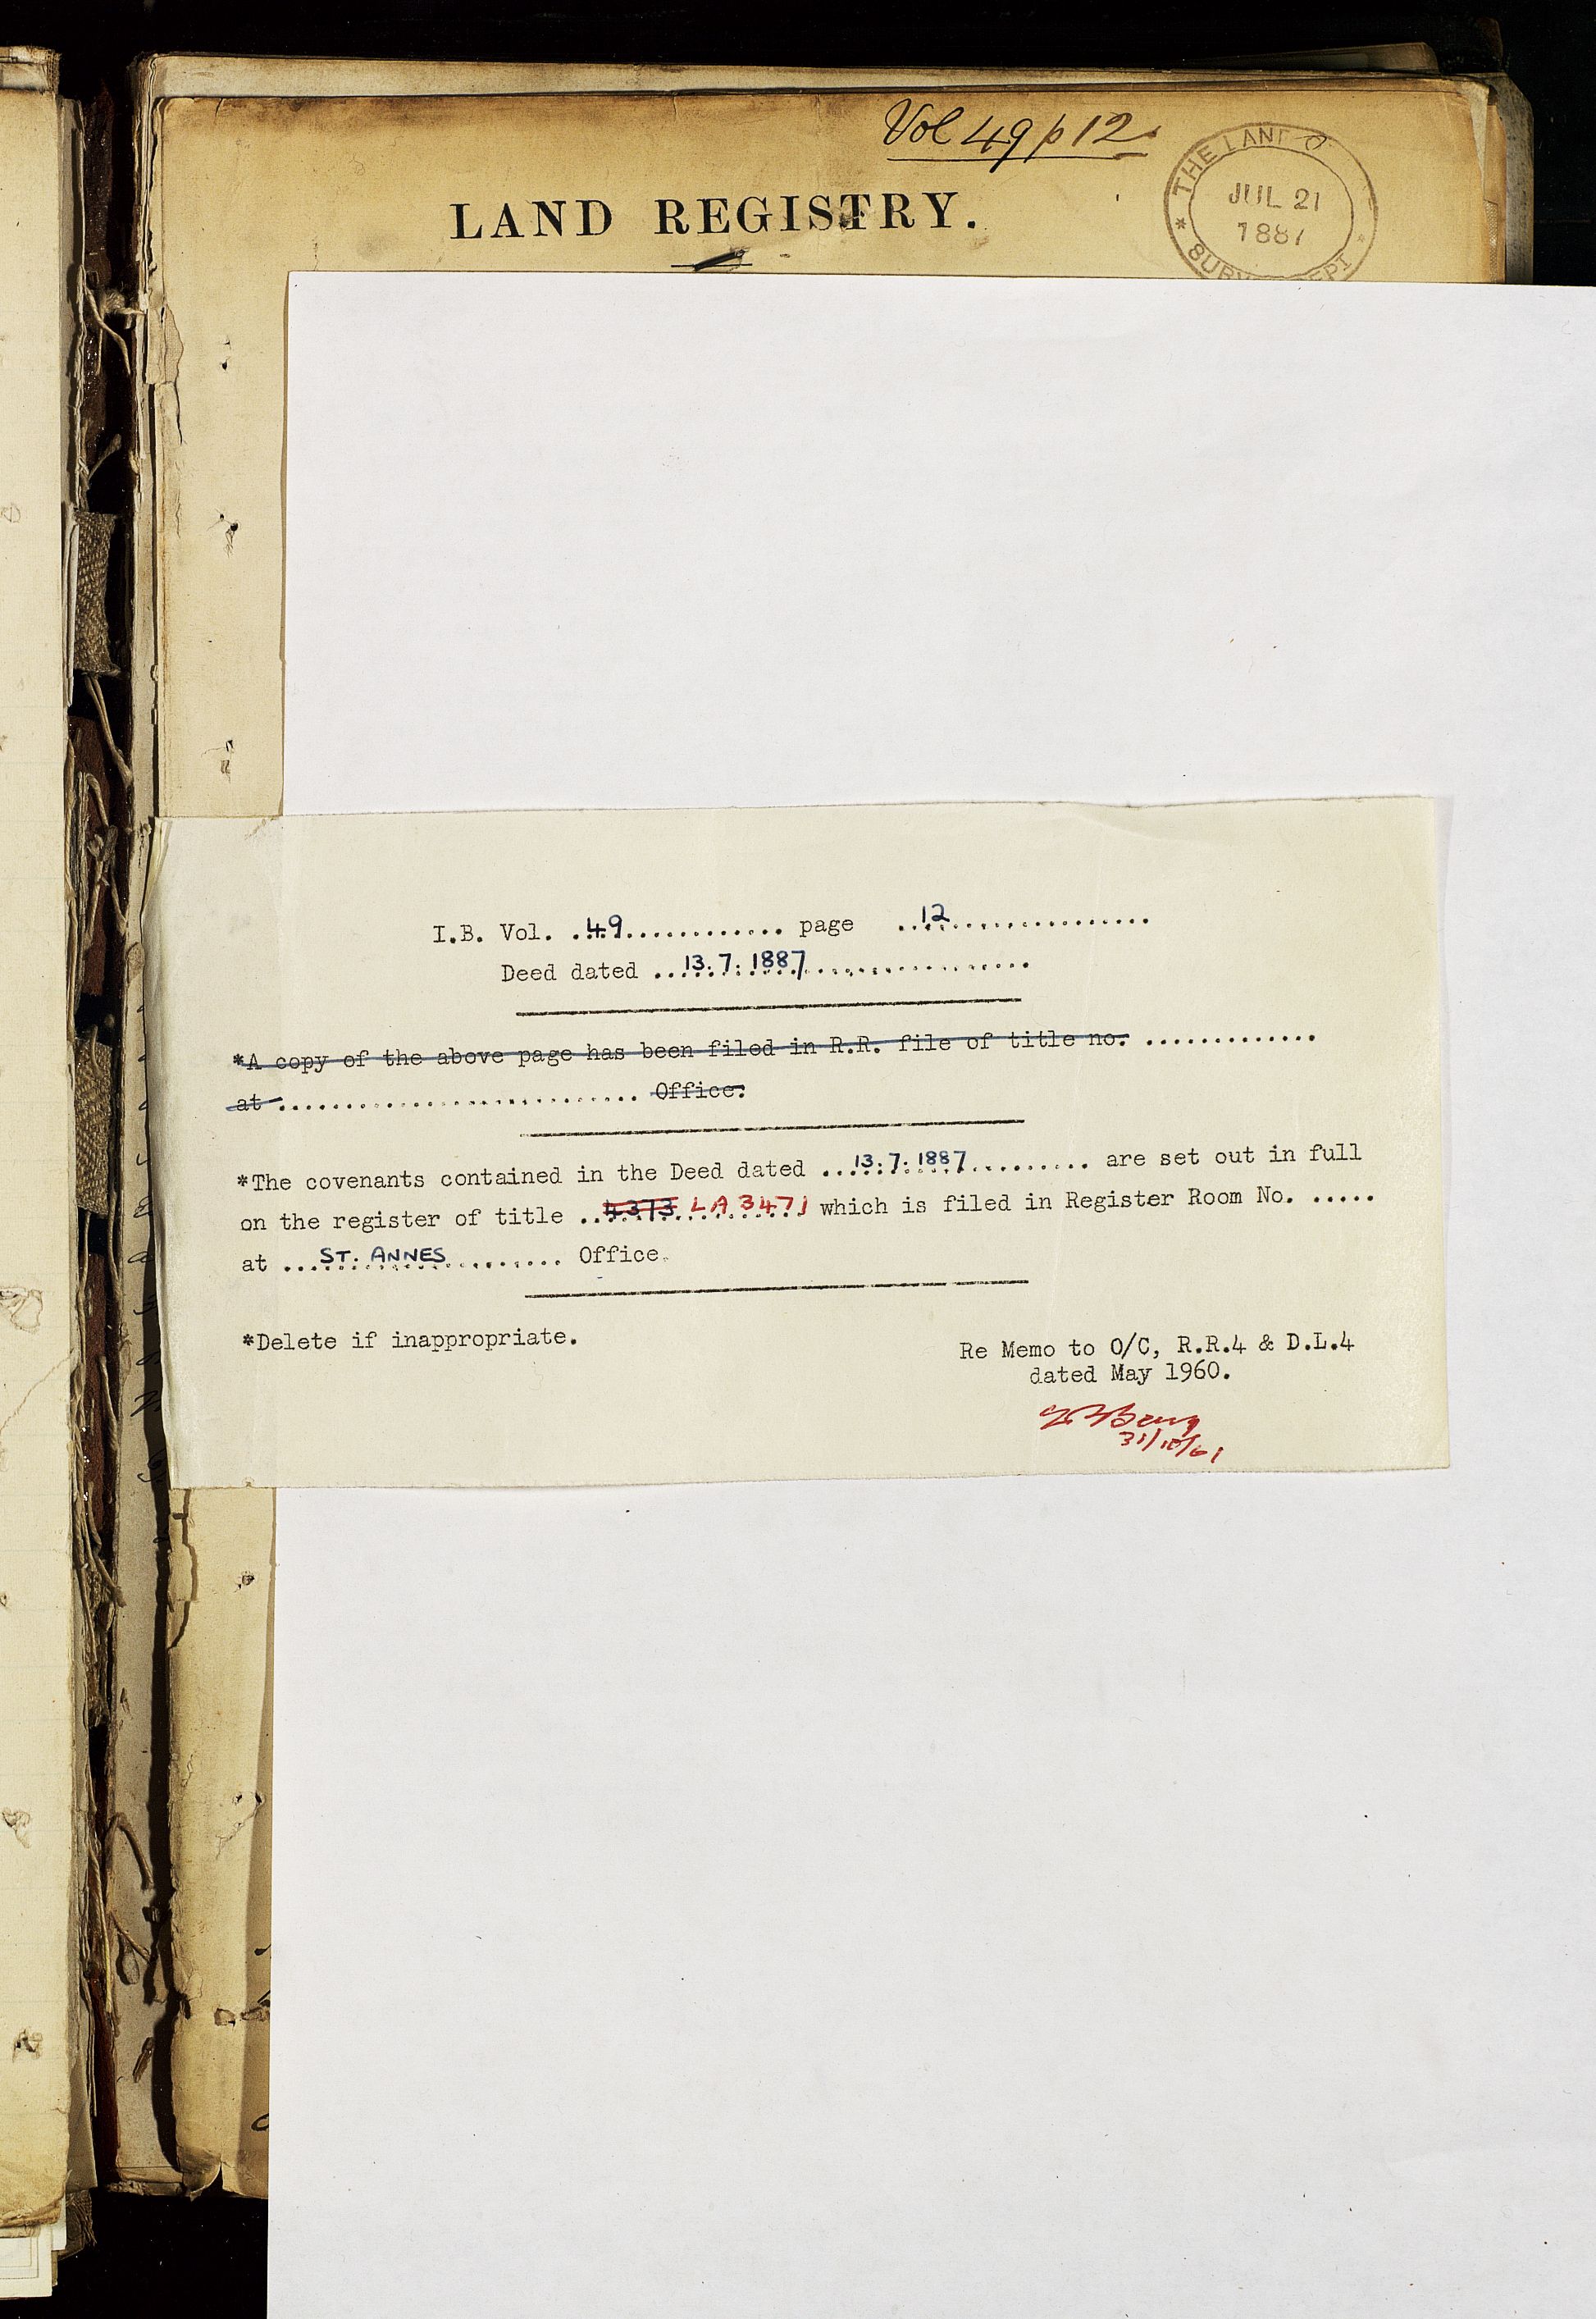 Vol 49 p 12
LAND REGISTRY.
THE LAND
JUL 21
1887
I.B. Vol. ..49............. page ..12..................
Deed dated ....13.7.1887.....................
*A copy of the above page has been filed in R.R. file of title no. .............
at ........................... Office.
*The covenants contained in the Deed dated ...13.7.1887............ are set out in full
on the register of title ..4373 LA 3471 which is filed in Register Room No. .....
at ...ST. ANNES............ Office.
*Delete if inappropriate.
Re Memo to O/C, R.R.4 & D.L.4
dated May 1960.
31/10/61